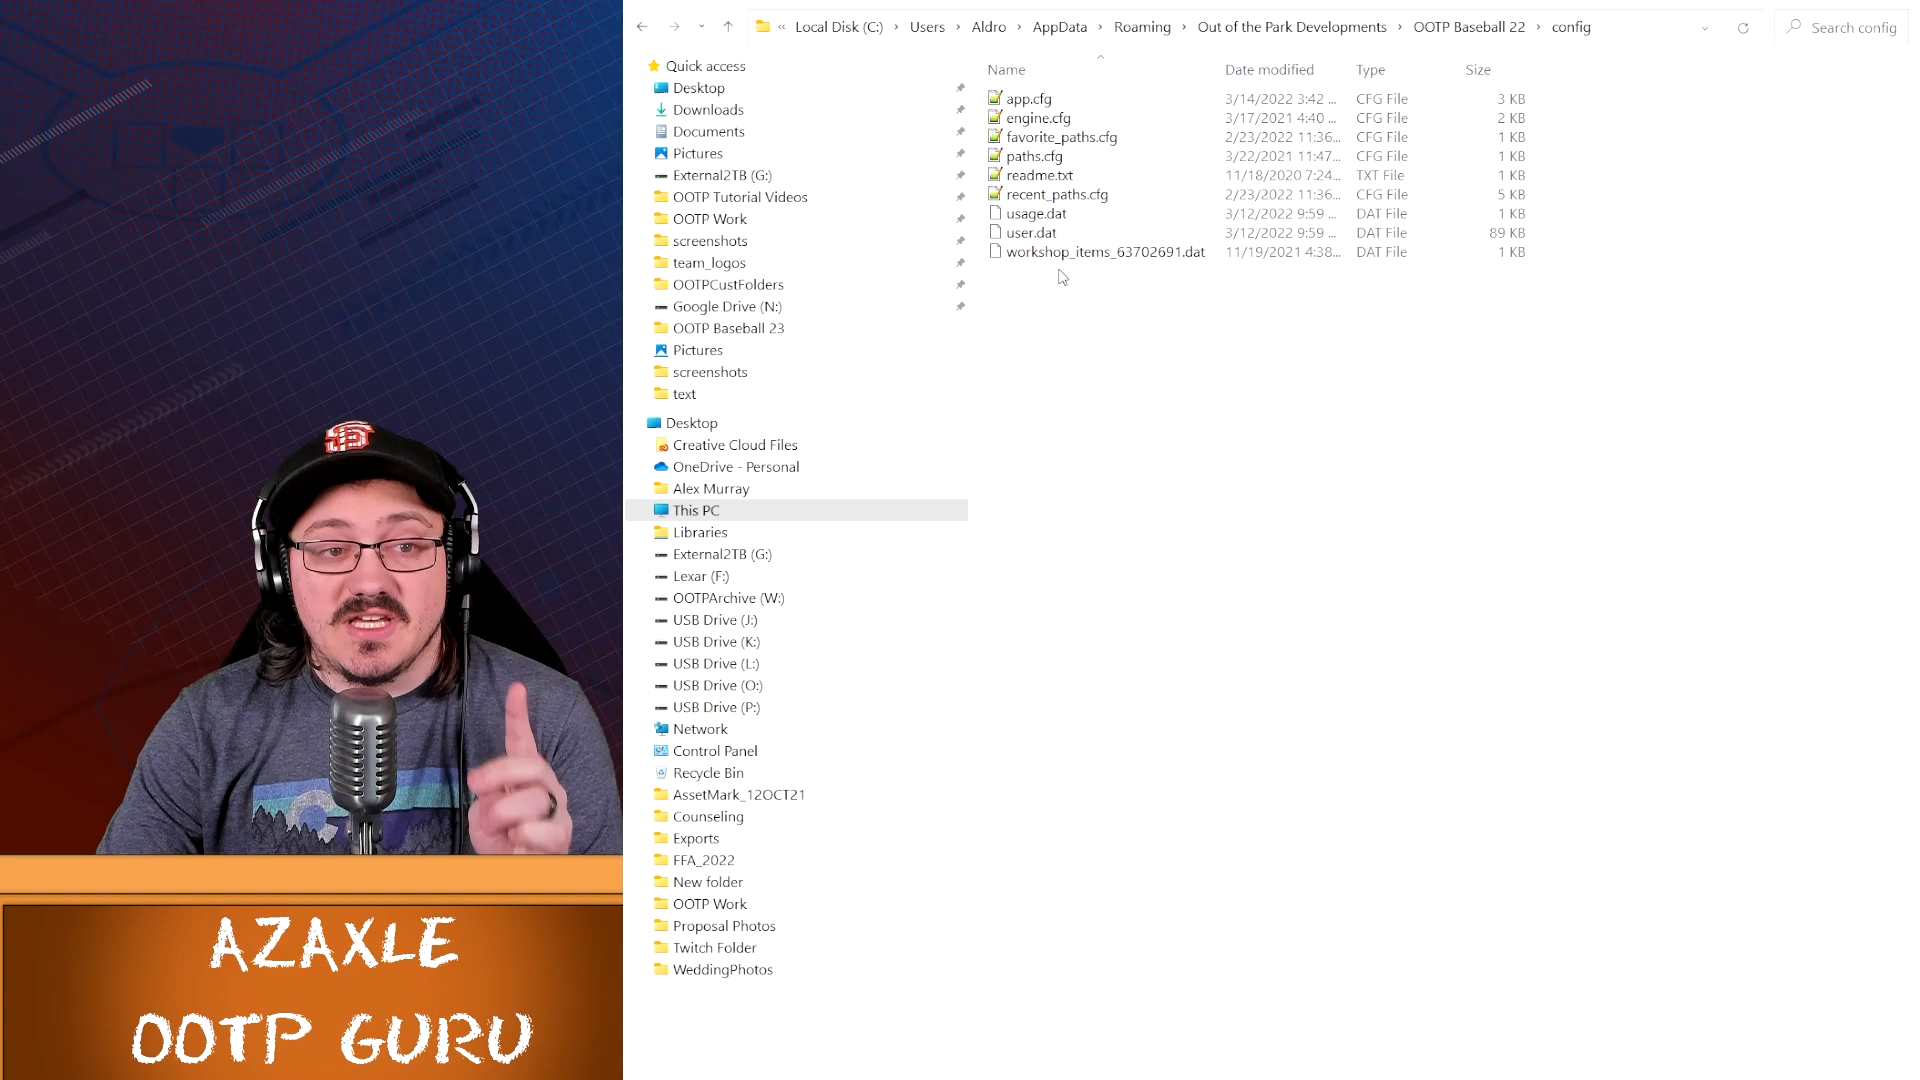 « Local Disk (C:) › Users › Aldro › AppData › Roaming › Out of the Park Developments › OOTP Baseball 22 › config
Search config
Quick access
Desktop
Downloads
Documents
Pictures
External2TB (G:)
OOTP Tutorial Videos
OOTP Work
screenshots
team_logos
OOTPCustFolders
Google Drive (N:)
OOTP Baseball 23
Pictures
screenshots
text
Desktop
Creative Cloud Files
OneDrive - Personal
Alex Murray
This PC
Libraries
External2TB (G:)
Lexar (F:)
OOTPArchive (W:)
USB Drive (J:)
USB Drive (K:)
USB Drive (L:)
USB Drive (O:)
USB Drive (P:)
Network
Control Panel
Recycle Bin
AssetMark_12OCT21
Counseling
Exports
FFA_2022
New folder
OOTP Work
Proposal Photos
Twitch Folder
WeddingPhotos
Name Date modified Type Size
app.cfg 3/14/2022 3:42 ... CFG File 3 KB
engine.cfg 3/17/2021 4:40 ... CFG File 2 KB
favorite_paths.cfg 2/23/2022 11:36... CFG File 1 KB
paths.cfg 3/22/2021 11:47... CFG File 1 KB
readme.txt 11/18/2020 7:24... TXT File 1 KB
recent_paths.cfg 2/23/2022 11:36... CFG File 5 KB
usage.dat 3/12/2022 9:59 ... DAT File 1 KB
user.dat 3/12/2022 9:59 ... DAT File 89 KB
workshop_items_63702691.dat 11/19/2021 4:38... DAT File 1 KB
SF
AZAXLE
OOTP GURU